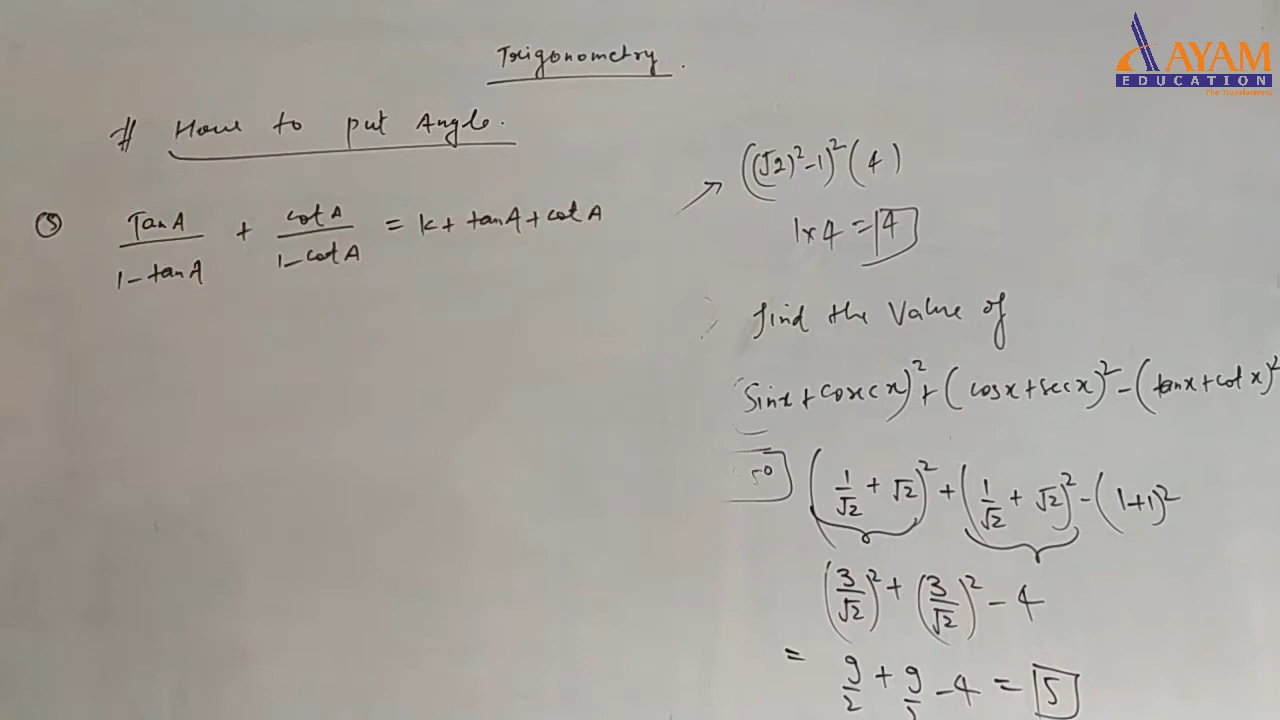 AYAM
EDUCATION
The Transformers
Trigonometry.
# How to put Angle.
⑤ TanA/(1-tanA) + cotA/(1-cotA) = k + tanA + cotA
((√2)²-1)²(4)
1×4 = 4
find the Value of
Sinx + cosecx)² + (cosx + secx)² - (tanx + cotx)²
5° (1/√2 + √2)² + (1/√2 + √2)² - (1+1)²
(3/√2)² + (3/√2)² - 4
= 9/2 + 9/2 - 4 = 5